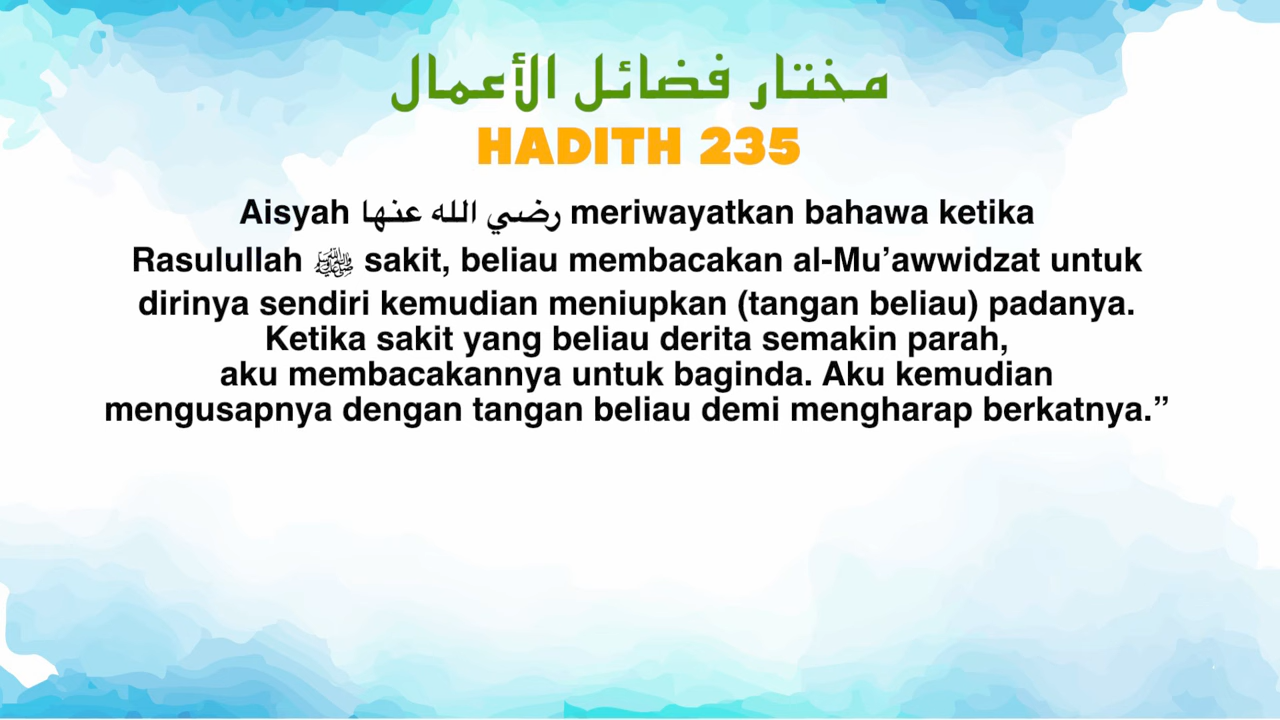 مختار فضائل الأعمال
HADITH 235
Aisyah رضي الله عنها meriwayatkan bahawa ketika
Rasulullah ﷺ sakit, beliau membacakan al-Mu’awwidzat untuk
dirinya sendiri kemudian meniupkan (tangan beliau) padanya.
Ketika sakit yang beliau derita semakin parah,
aku membacakannya untuk baginda. Aku kemudian
mengusapnya dengan tangan beliau demi mengharap berkatnya.”